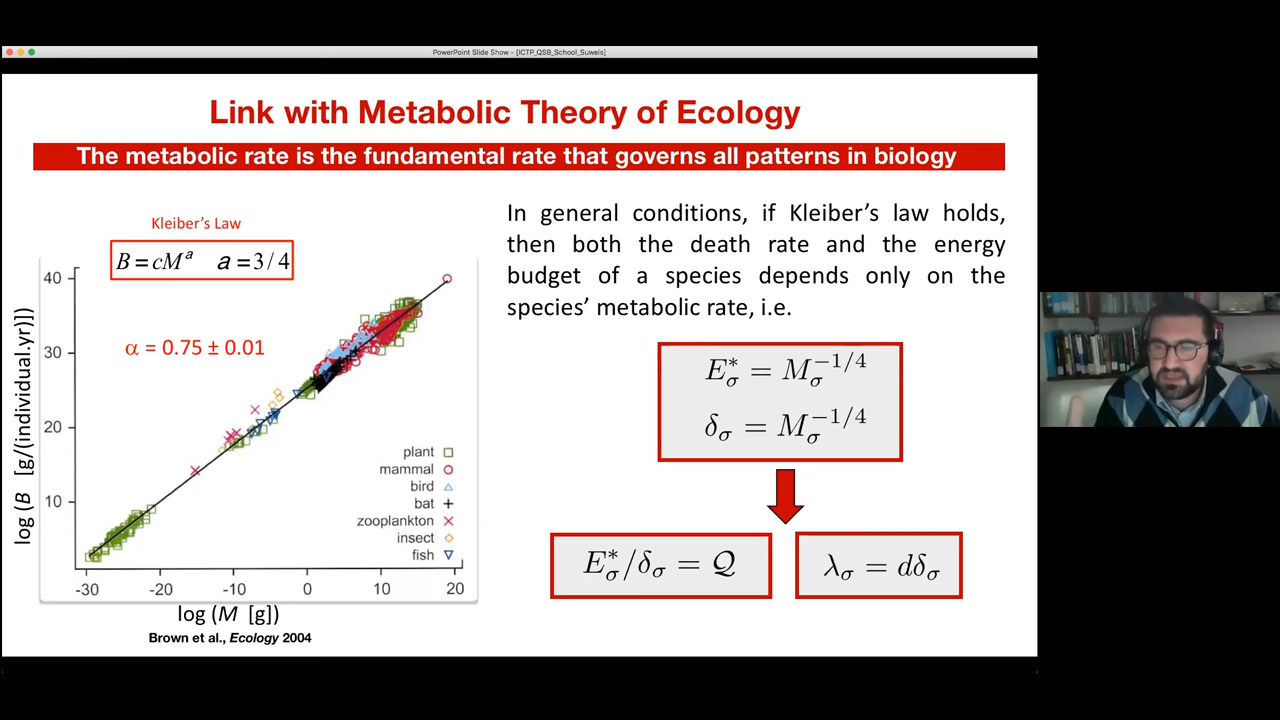 PowerPoint Slide Show - [ICTP_QSB_School_Suweis]
Link with Metabolic Theory of Ecology
The metabolic rate is the fundamental rate that governs all patterns in biology
Kleiber's Law
B = cM^a a = 3/4
α = 0.75 ± 0.01
log (B [g/(individual.yr)])
40
30
20
10
plant
mammal
bird
bat
zooplankton
insect
fish
-30 -20 -10 0 10 20
log (M [g])
Brown et al., Ecology 2004
In general conditions, if Kleiber's law holds,
then both the death rate and the energy
budget of a species depends only on the
species' metabolic rate, i.e.
E*_σ = M_σ^{-1/4}
δ_σ = M_σ^{-1/4}
E*_σ/δ_σ = Q
λ_σ = dδ_σ